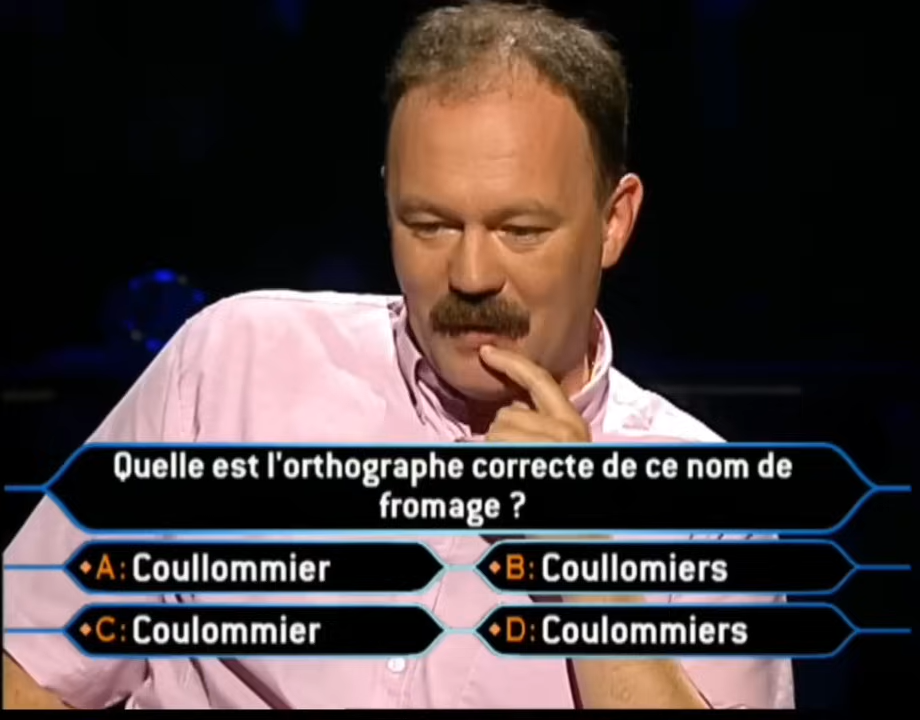 Quelle est l'orthographe correcte de ce nom de
fromage ?
A: Coullommier
B: Coullomiers
C: Coulommier
D: Coulommiers